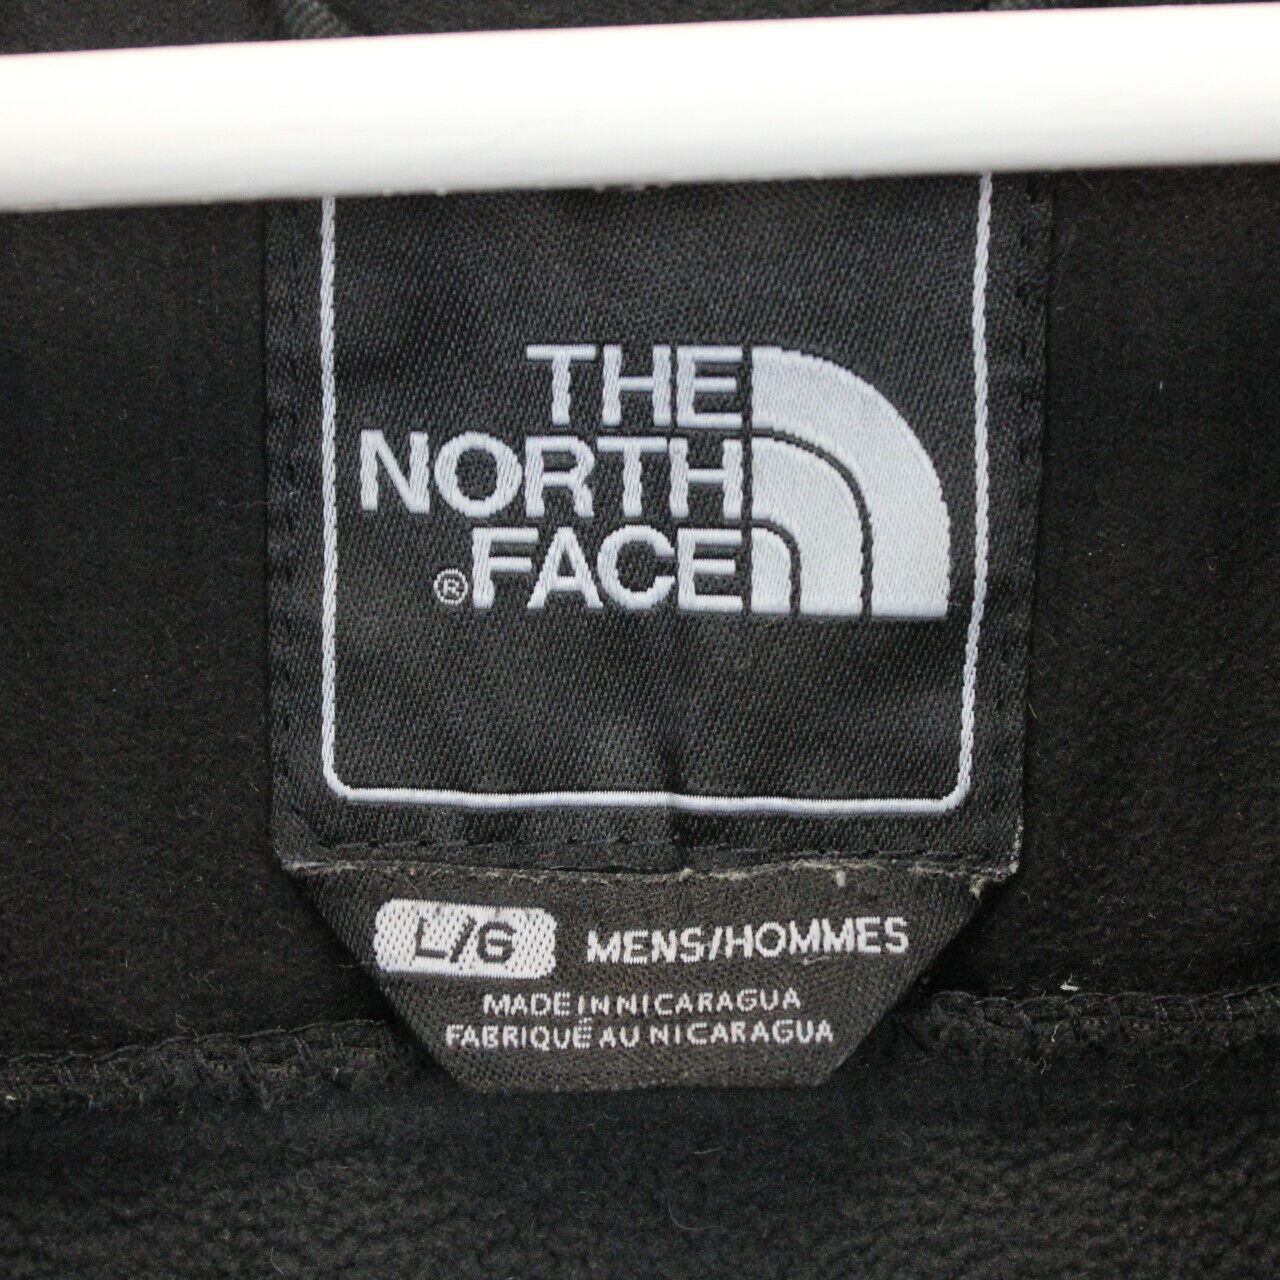 THE
NORTH
®FACE
L/G MENS/HOMMES
MADE IN NICARAGUA
FABRIQUÉ AU NICARAGUA